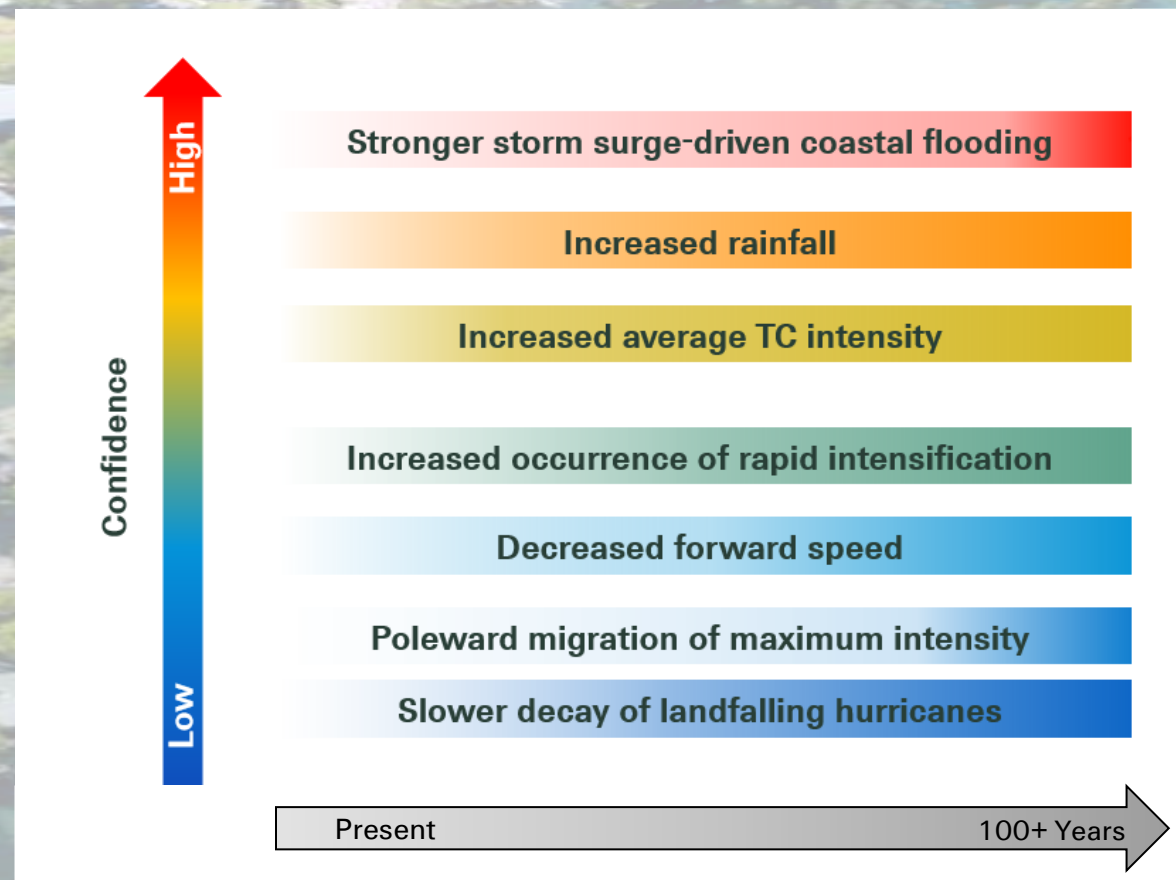 High
Stronger storm surge-driven coastal flooding
Increased rainfall
Increased average TC intensity
Confidence
Increased occurrence of rapid intensification
Decreased forward speed
Poleward migration of maximum intensity
Low
Slower decay of landfalling hurricanes
Present
100+ Years